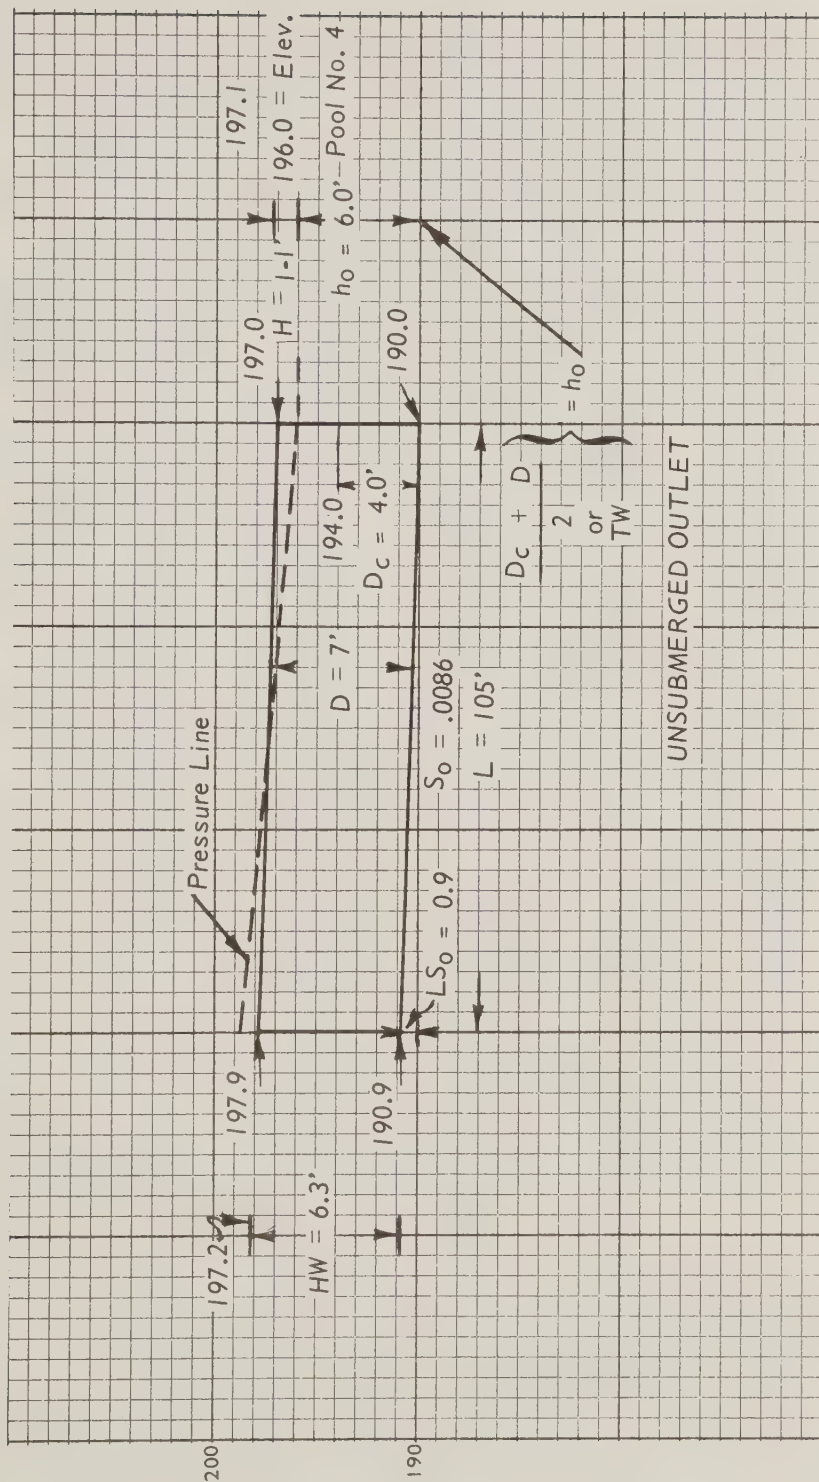 200
190
197.2
HW = 6.3'
197.9
190.9
Pressure Line
LS₀ = 0.9
D = 7'
S₀ = .0086
L = 105'
194.0
D_C = 4.0'
197.0
190.0
197.1
H = 1-1'
196.0 = Elev.
h₀ = 6.0'
Pool No. 4
D_C + D
2
or
TW
= h₀
UNSUBMERGED OUTLET